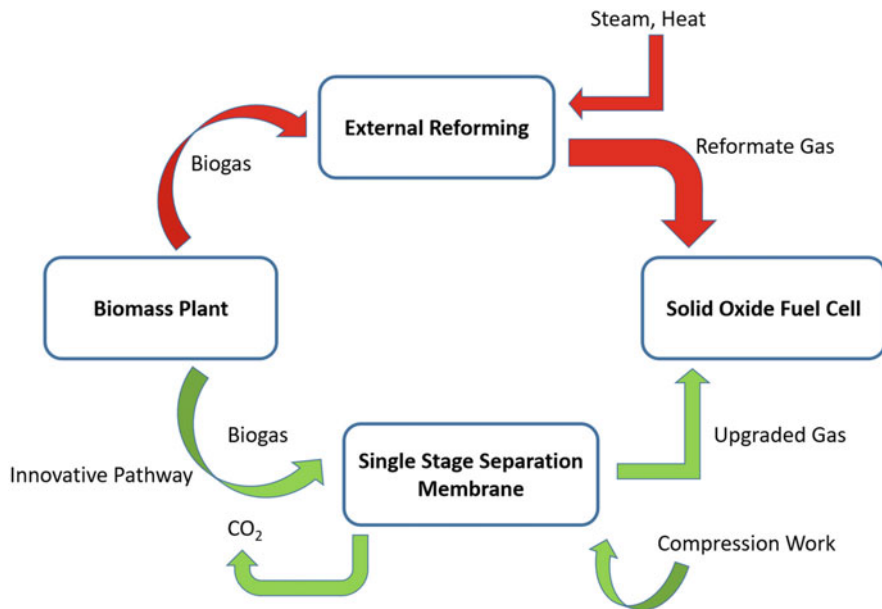 Steam, Heat
External Reforming
Reformate Gas
Biogas
Biomass Plant
Solid Oxide Fuel Cell
Biogas
Upgraded Gas
Innovative Pathway
Single Stage Separation
Membrane
CO₂
Compression Work